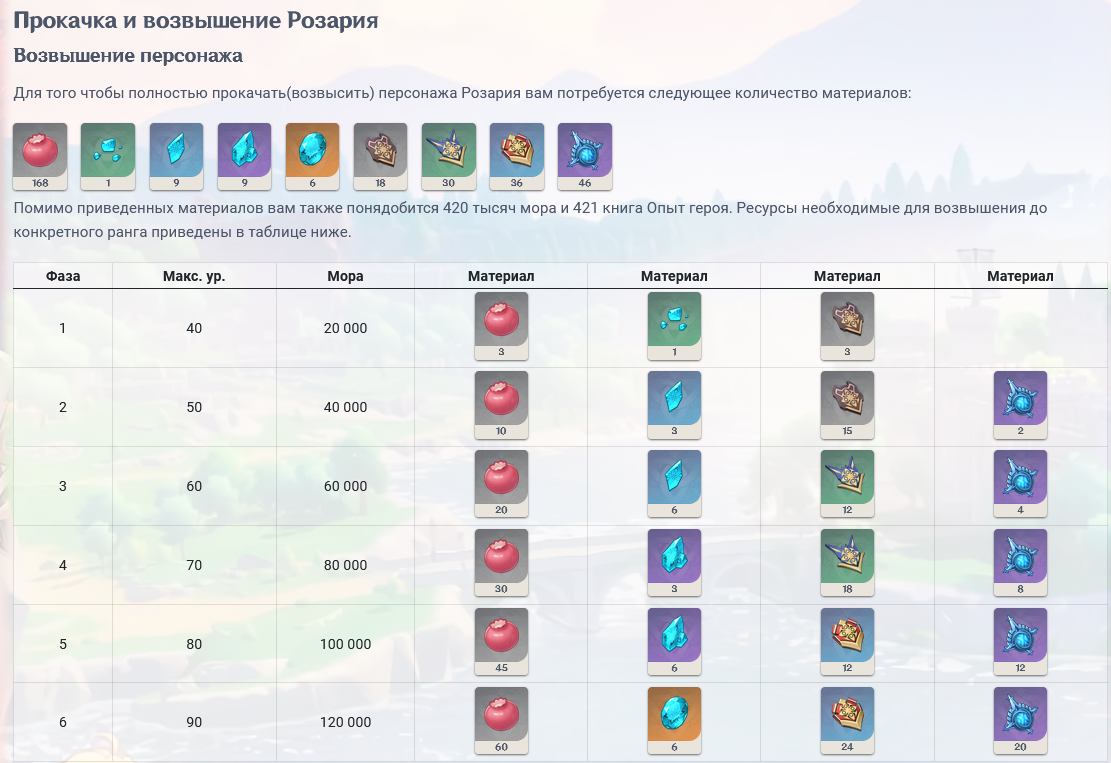 Прокачка и возвышение Розария
Возвышение персонажа
Для того чтобы полностью прокачать(возвысить) персонажа Розария вам потребуется следующее количество материалов:
168 1 9 9 6 18 30 36 46
Помимо приведенных материалов вам также понядобится 420 тысяч мора и 421 книга Опыт героя. Ресурсы необходимые для возвышения до
конкретного ранга приведены в таблице ниже.
Фаза Макс. ур. Мора Материал Материал Материал Материал
1 40 20 000 3 1 3
2 50 40 000 10 3 15 2
3 60 60 000 20 6 12 4
4 70 80 000 30 3 18 8
5 80 100 000 45 6 12 12
6 90 120 000 60 6 24 20